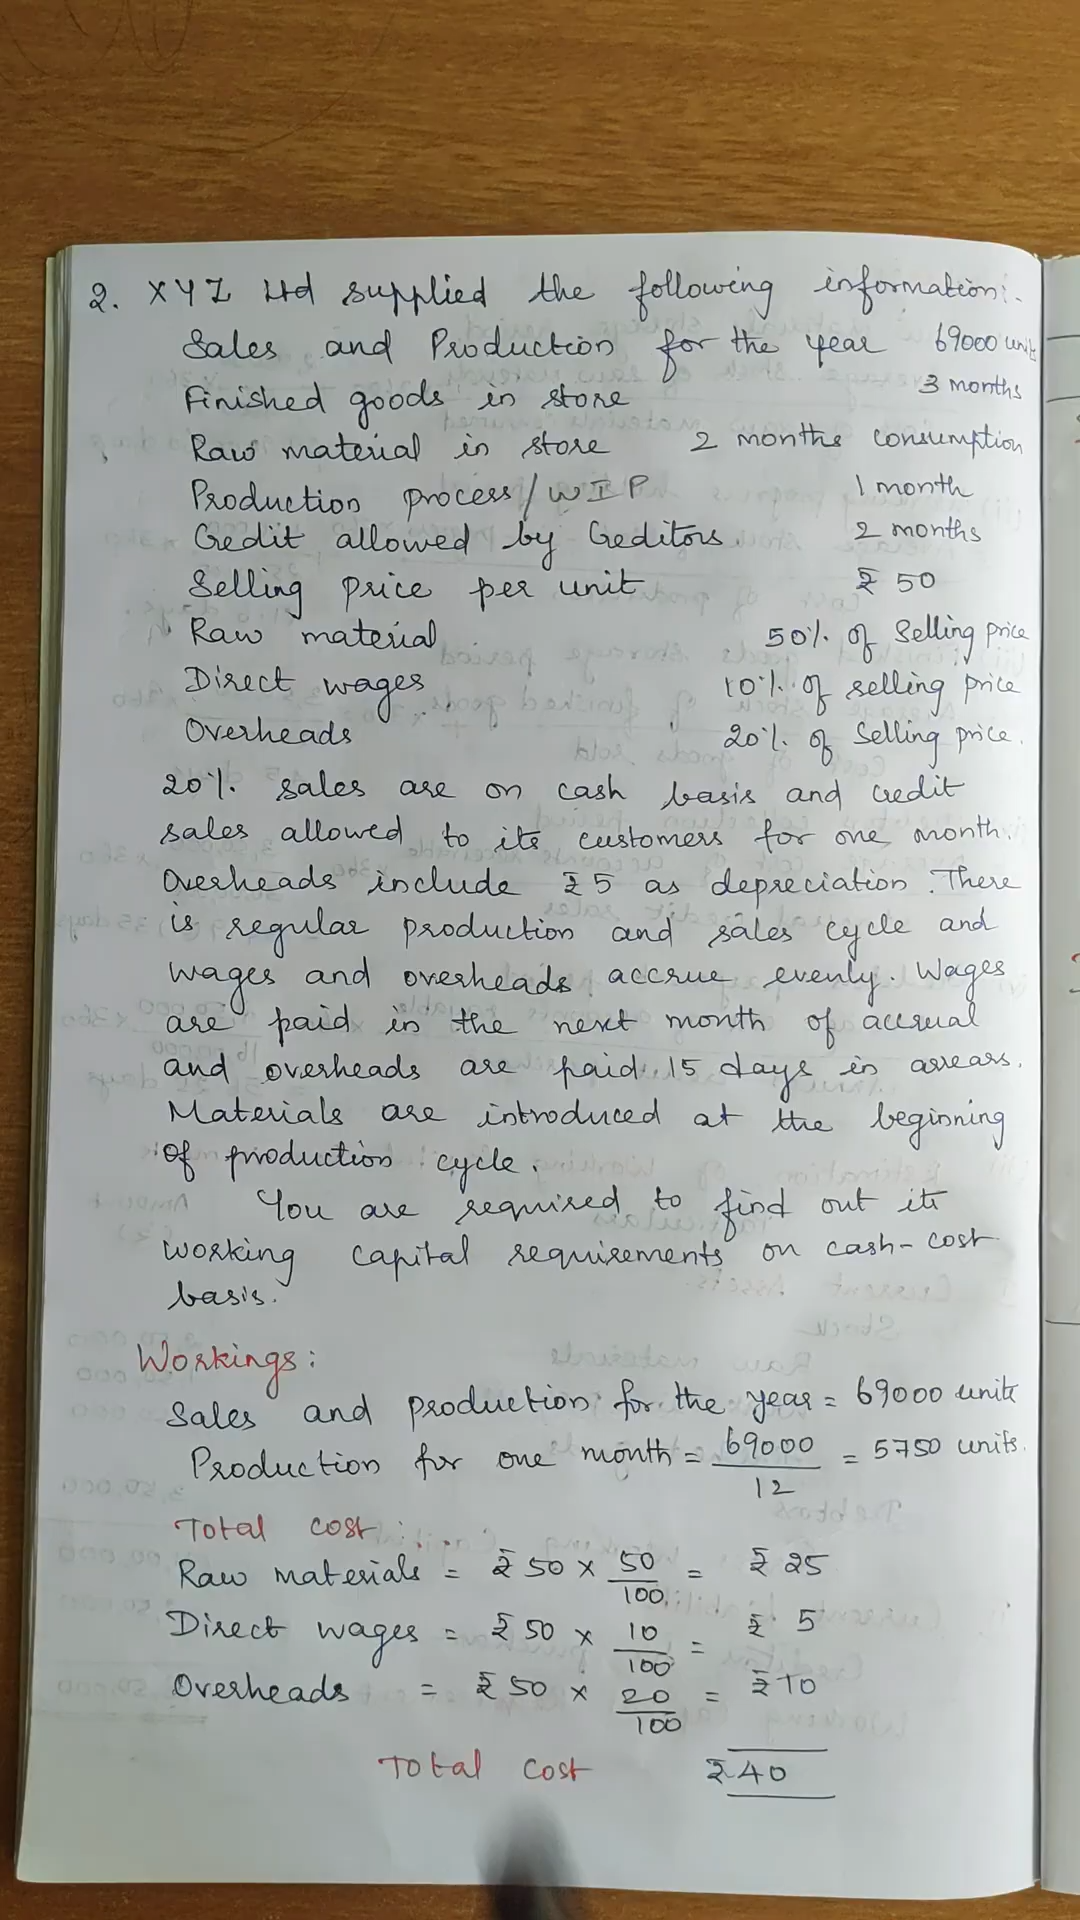 2. XYZ Ltd supplied the following information:-
Sales and Production for the year 69000 units
Finished goods in store 3 months
Raw material in store 2 months consumption
Production process/WIP 1 month
Credit allowed by Creditors. 2 months
Selling price per unit ₹ 50
Raw material 50% of Selling price
Direct wages 10% of selling price
Overheads 20% of Selling price.
20% sales are on cash basis and credit
sales allowed to its customers for one month.
Overheads include ₹5 as depreciation. There
is regular production and sales cycle and
wages and overheads accrue evenly. Wages
are paid in the next month of accrual
and overheads are paid 15 days in arrears.
Materials are introduced at the beginning
of production cycle.
You are required to find out its
working capital requirements on cash-cost
basis.
Workings:
Sales and production for the year = 69000 units
Production for one month = 69000/12 = 5750 units.
Total cost:
Raw materials = ₹50 × 50/100 = ₹ 25
Direct wages = ₹50 × 10/100 = ₹ 5
Overheads = ₹50 × 20/100 = ₹10
Total cost ₹40